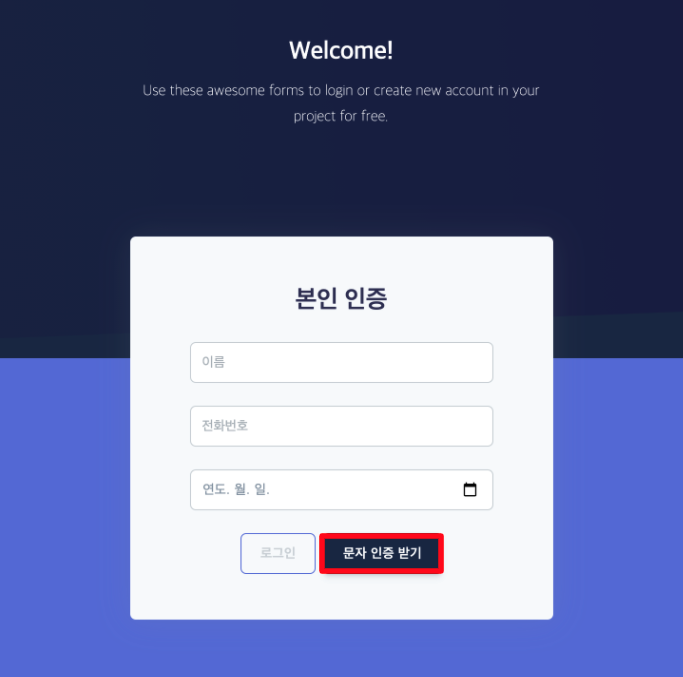 Welcome!
Use these awesome forms to login or create new account in your
project for free.
본인 인증
이름
전화번호
연도. 월. 일.
로그인
문자 인증 받기